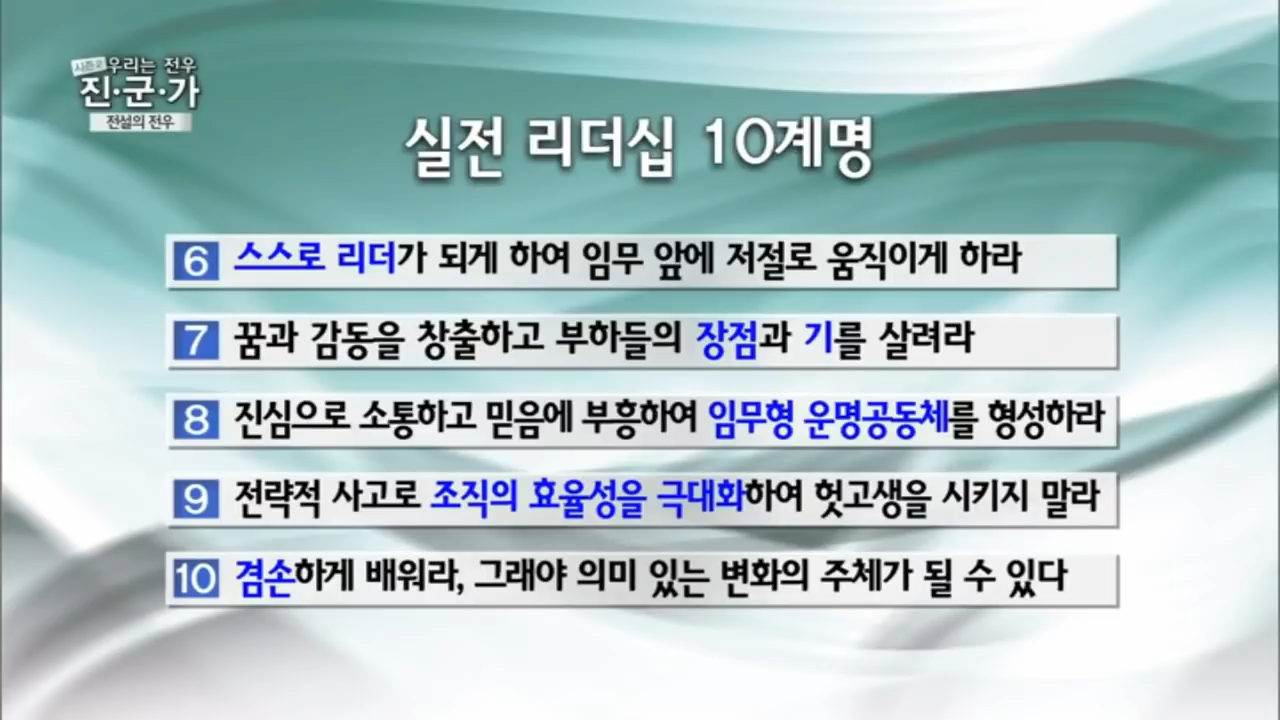 우리는 전우
진·군·가
전설의 전우
실전 리더십 10계명
6 스스로 리더가 되게 하여 임무 앞에 저절로 움직이게 하라
7 꿈과 감동을 창출하고 부하들의 장점과 기를 살려라
8 진심으로 소통하고 믿음에 부흥하여 임무형 운명공동체를 형성하라
9 전략적 사고로 조직의 효율성을 극대화하여 헛고생을 시키지 말라
10 겸손하게 배워라, 그래야 의미 있는 변화의 주체가 될 수 있다